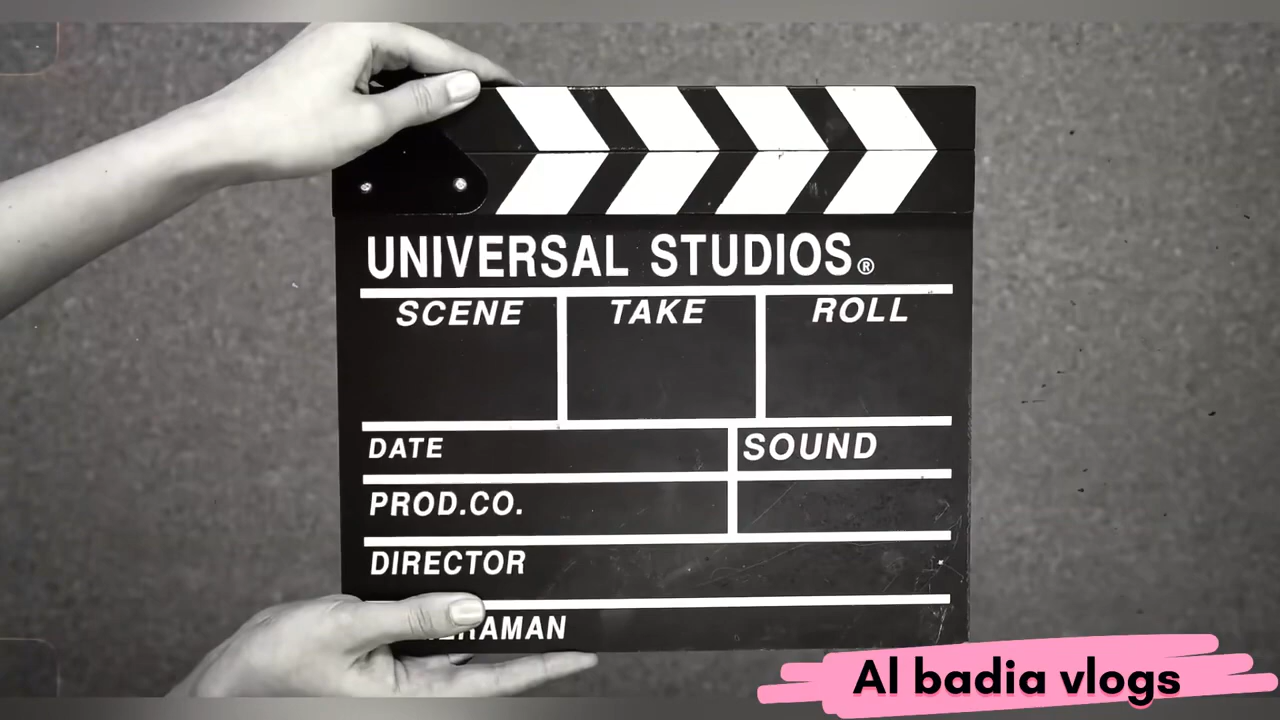 UNIVERSAL STUDIOS®
SCENE TAKE ROLL
DATE SOUND
PROD.CO.
DIRECTOR
Al badia vlogs